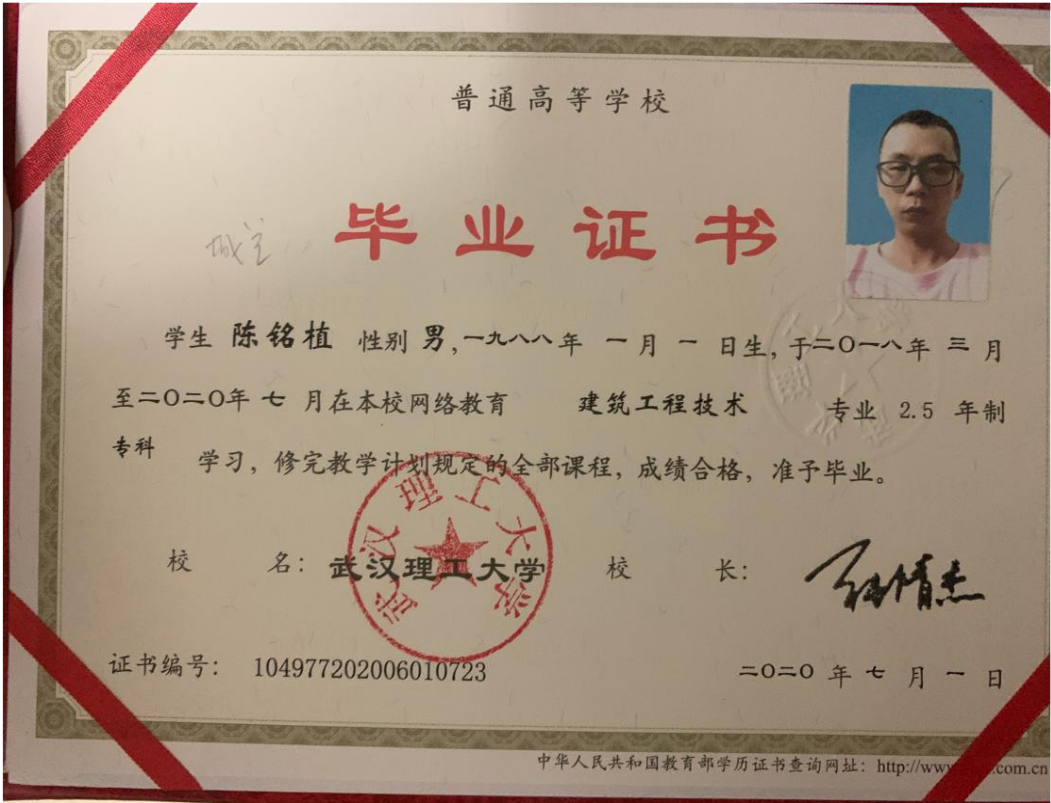 普通高等学校
毕业证书
学生 陈铭植 性别 男,一九八八年 一 月 一 日生,于二〇一八年 三 月
至二〇二〇年 七 月在本校网络教育 建筑工程技术 专业 2.5 年制
专科 学习,修完教学计划规定的全部课程,成绩合格,准予毕业。
校 名:武汉理工大学 校 长:
武汉理工大学
证书编号: 104977202006010723 二〇二〇 年 七 月 一 日
中华人民共和国教育部学历证书查询网址:http://www .com.cn